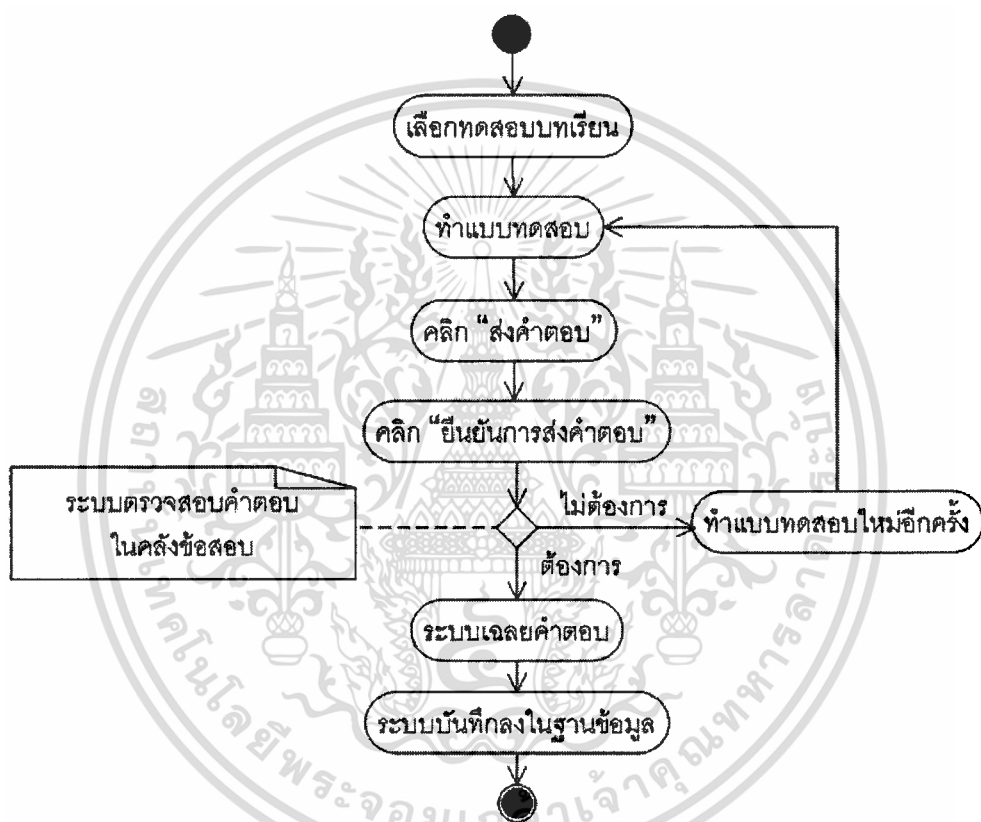 เลือกทดสอบบทเรียน
ทำแบบทดสอบ
คลิก “ส่งคำตอบ”
คลิก “ยืนยันการส่งคำตอบ”
ระบบตรวจสอบคำตอบ
ในคลังข้อสอบ
ไม่ต้องการ
ทำแบบทดสอบใหม่อีกครั้ง
ต้องการ
ระบบเฉลยคำตอบ
ระบบบันทึกลงในฐานข้อมูล